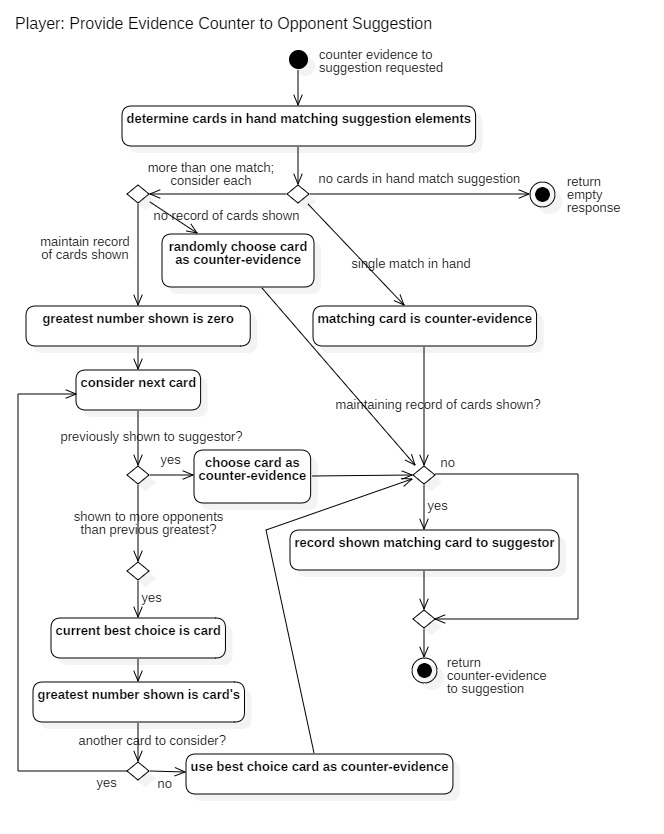 Player: Provide Evidence Counter to Opponent Suggestion
counter evidence to
suggestion requested
determine cards in hand matching suggestion elements
more than one match;
consider each
no cards in hand match suggestion
return
empty
response
no record of cards shown
maintain record
of cards shown
randomly choose card
as counter-evidence
single match in hand
greatest number shown is zero
matching card is counter-evidence
consider next card
maintaining record of cards shown?
previously shown to suggestor?
yes
choose card as
counter-evidence
no
yes
shown to more opponents
than previous greatest?
record shown matching card to suggestor
yes
current best choice is card
return
counter-evidence
to suggestion
greatest number shown is card's
another card to consider?
yes
no
use best choice card as counter-evidence